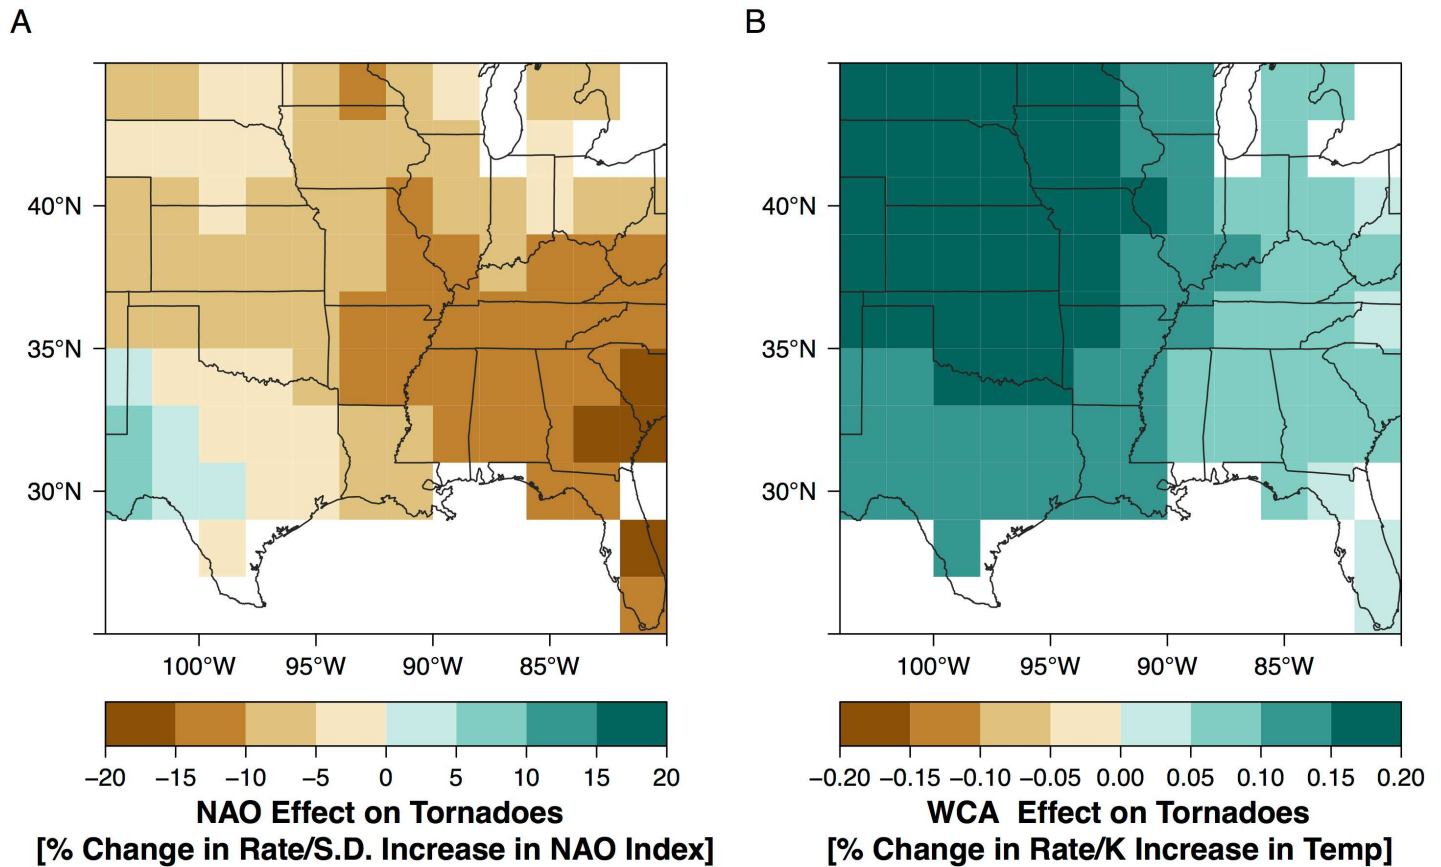 A
B
40°N
35°N
30°N
100°W 95°W 90°W 85°W
−20 −15 −10 −5 0 5 10 15 20
NAO Effect on Tornadoes
[% Change in Rate/S.D. Increase in NAO Index]
40°N
35°N
30°N
100°W 95°W 90°W 85°W
−0.20 −0.15 −0.10 −0.05 0.00 0.05 0.10 0.15 0.20
WCA Effect on Tornadoes
[% Change in Rate/K Increase in Temp]